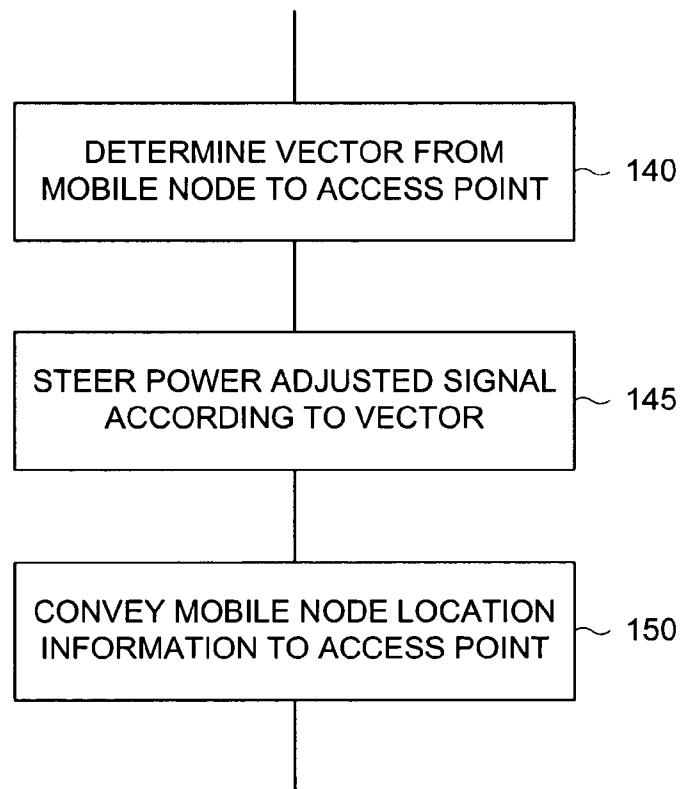 DETERMINE VECTOR FROM
MOBILE NODE TO ACCESS POINT
140
STEER POWER ADJUSTED SIGNAL
ACCORDING TO VECTOR
145
CONVEY MOBILE NODE LOCATION
INFORMATION TO ACCESS POINT
150